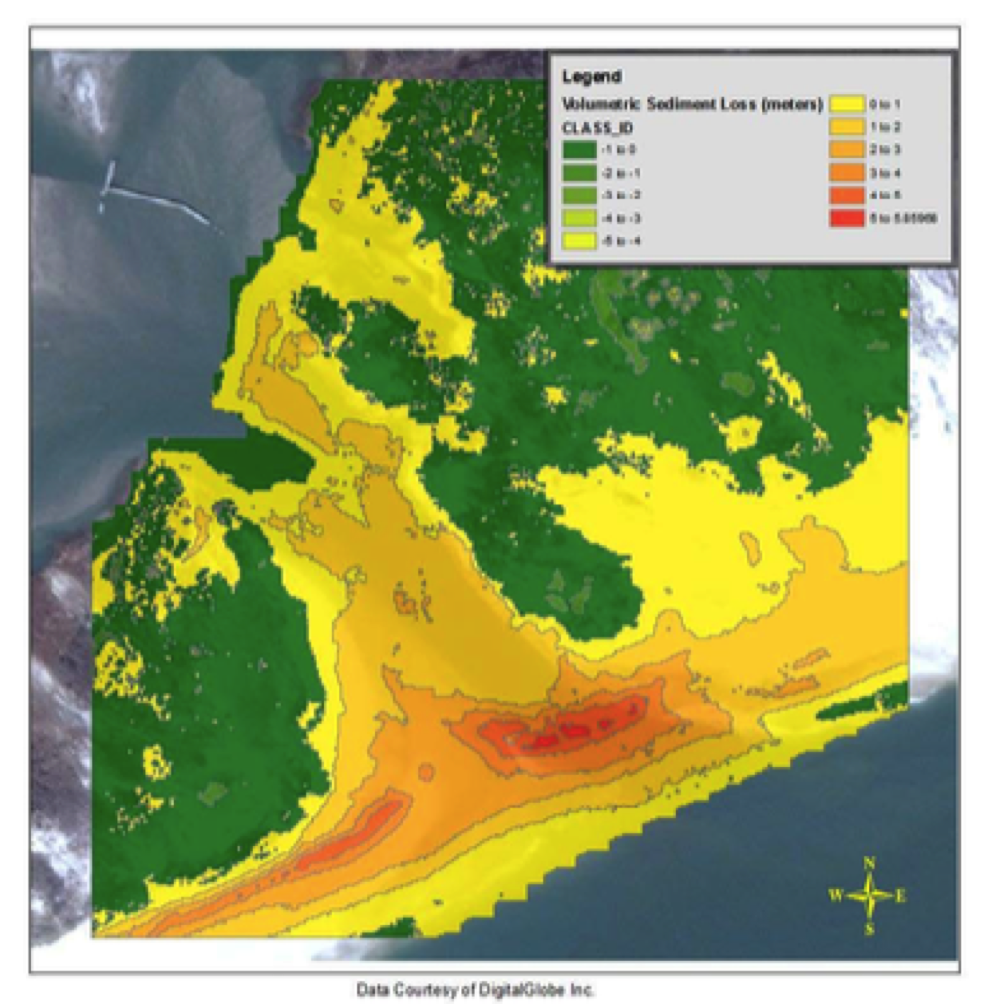 Legend
Volumetric Sediment Loss (meters)
CLASS_ID
-1 to 0
-2 to -1
-3 to -2
-4 to -3
-5 to -4
0 to 1
1 to 2
2 to 3
3 to 4
4 to 5
5 to 5.85968
N
W E
S
Data Courtesy of DigitalGlobe Inc.